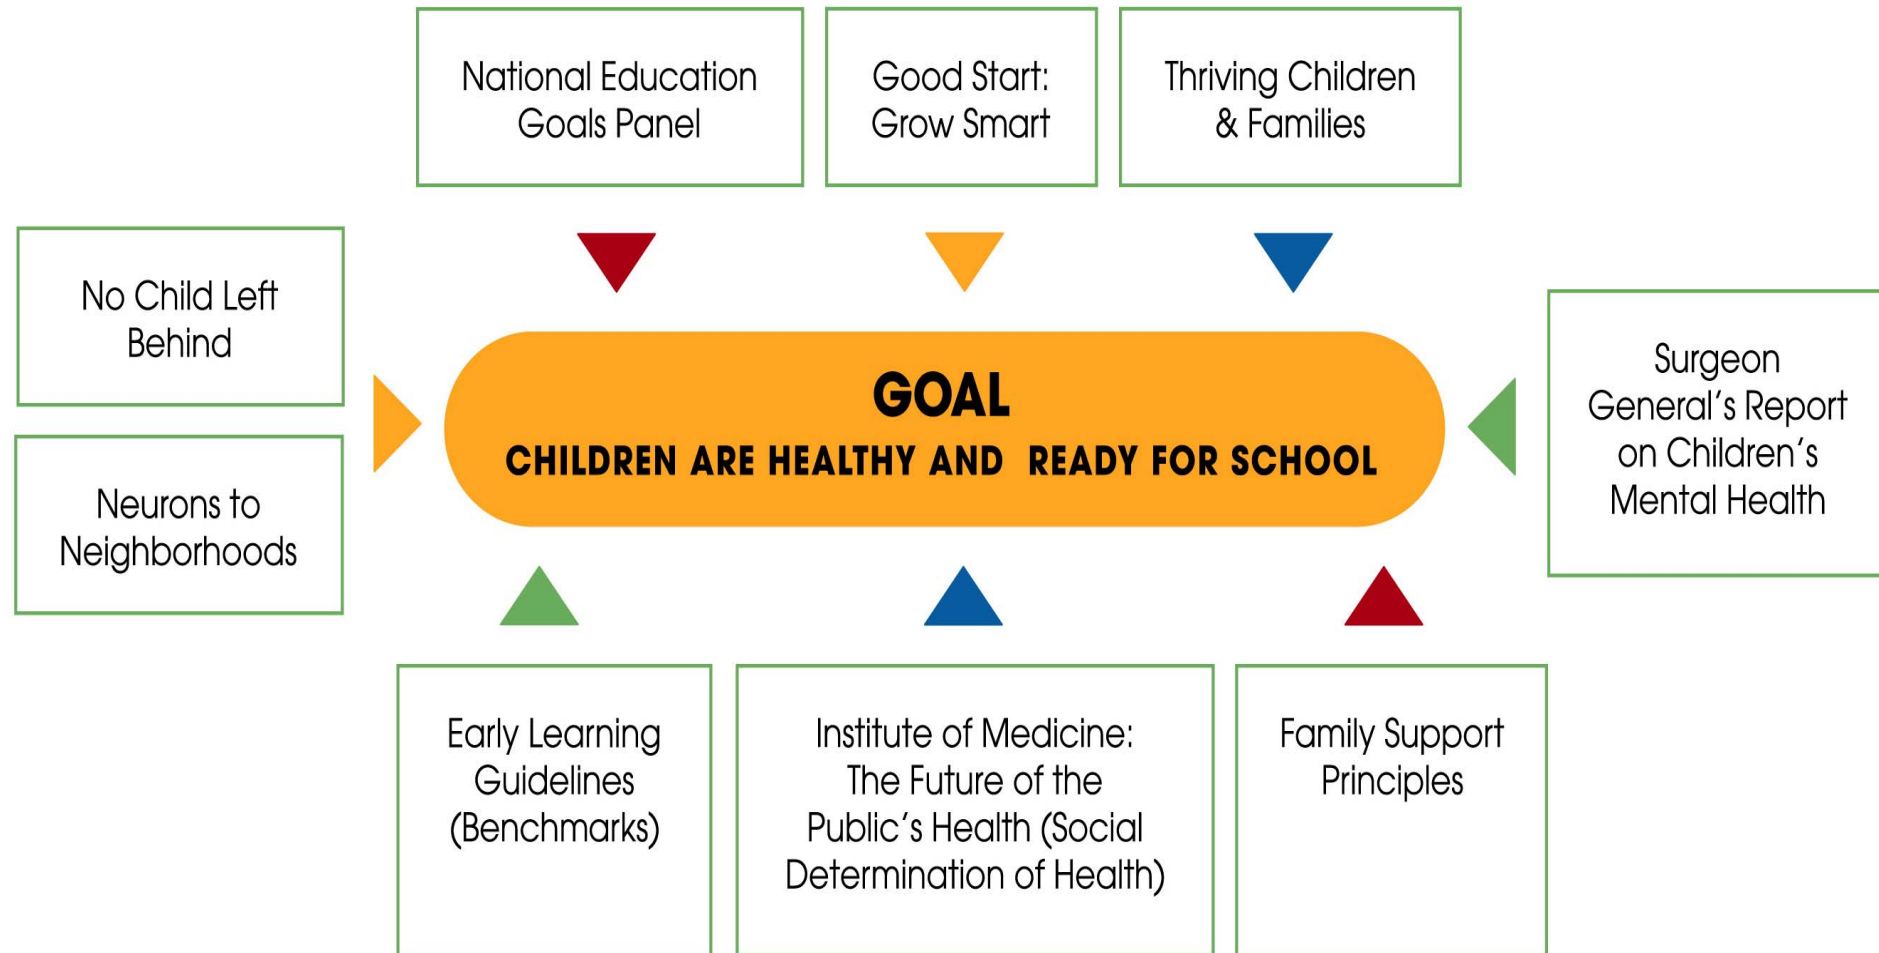 National Education
Goals Panel
Good Start:
Grow Smart
Thriving Children
& Families
No Child Left
Behind
Neurons to
Neighborhoods
GOAL
CHILDREN ARE HEALTHY AND READY FOR SCHOOL
Surgeon
General's Report
on Children's
Mental Health
Early Learning
Guidelines
(Benchmarks)
Institute of Medicine:
The Future of the
Public's Health (Social
Determination of Health)
Family Support
Principles